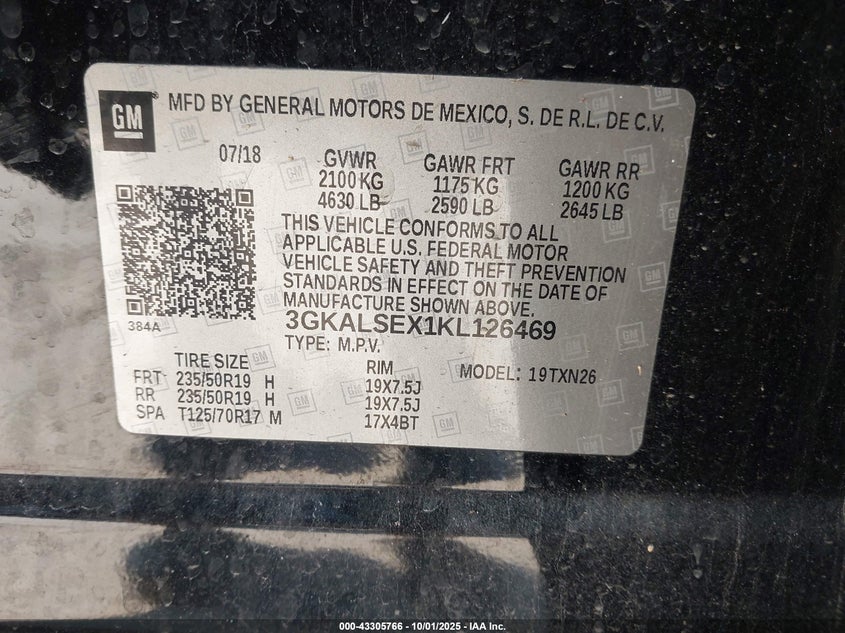 GM MFD BY GENERAL MOTORS DE MEXICO, S. DE R.L. DE C.V.
07/18 GVWR GAWR FRT GAWR RR
2100 KG 1175 KG 1200 KG
4630 LB 2590 LB 2645 LB
THIS VEHICLE CONFORMS TO ALL
APPLICABLE U.S. FEDERAL MOTOR
VEHICLE SAFETY AND THEFT PREVENTION
STANDARDS IN EFFECT ON THE DATE OF
MANUFACTURE SHOWN ABOVE.
384A
3GKALSEX1KL126469
TYPE: M.P.V.
TIRE SIZE RIM MODEL: 19TXN26
FRT 235/50R19 H 19X7.5J
RR 235/50R19 H 19X7.5J
SPA T125/70R17 M 17X4BT
000-43305766 - 10/01/2025 - IAA Inc.